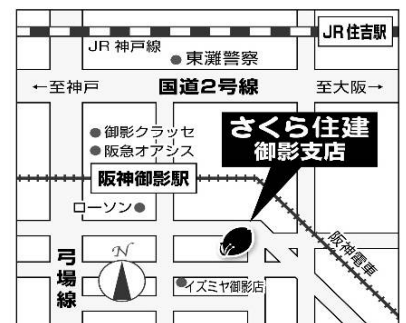 JR住吉駅
JR 神戸線
東灘警察
←至神戸
国道2号線
至大阪→
御影クラッセ
阪急オアシス
さくら住建
御影支店
阪神御影駅
ローソン
阪神電車
弓場線
N
イズミヤ御影店